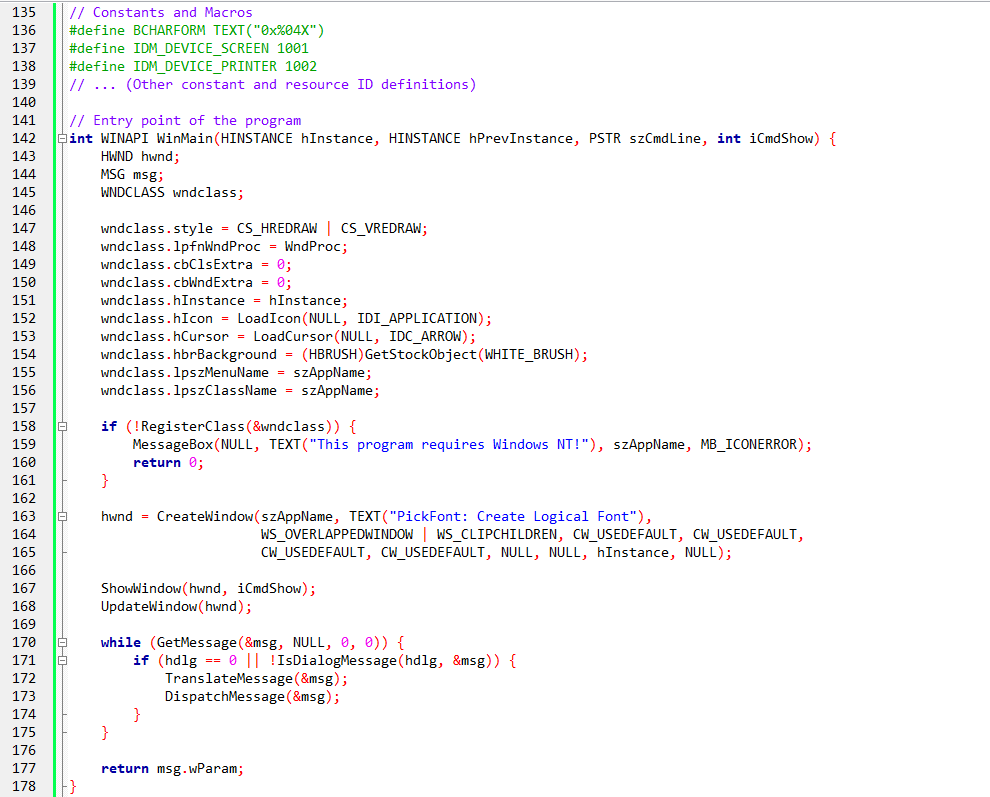 135 // Constants and Macros
136 #define BCHARFORM TEXT("0x%04X")
137 #define IDM_DEVICE_SCREEN 1001
138 #define IDM_DEVICE_PRINTER 1002
139 // ... (Other constant and resource ID definitions)
140
141 // Entry point of the program
142 int WINAPI WinMain(HINSTANCE hInstance, HINSTANCE hPrevInstance, PSTR szCmdLine, int iCmdShow) {
143     HWND hwnd;
144     MSG msg;
145     WNDCLASS wndclass;
146
147     wndclass.style = CS_HREDRAW | CS_VREDRAW;
148     wndclass.lpfnWndProc = WndProc;
149     wndclass.cbClsExtra = 0;
150     wndclass.cbWndExtra = 0;
151     wndclass.hInstance = hInstance;
152     wndclass.hIcon = LoadIcon(NULL, IDI_APPLICATION);
153     wndclass.hCursor = LoadCursor(NULL, IDC_ARROW);
154     wndclass.hbrBackground = (HBRUSH)GetStockObject(WHITE_BRUSH);
155     wndclass.lpszMenuName = szAppName;
156     wndclass.lpszClassName = szAppName;
157
158     if (!RegisterClass(&wndclass)) {
159         MessageBox(NULL, TEXT("This program requires Windows NT!"), szAppName, MB_ICONERROR);
160         return 0;
161     }
162
163     hwnd = CreateWindow(szAppName, TEXT("PickFont: Create Logical Font"),
164                         WS_OVERLAPPEDWINDOW | WS_CLIPCHILDREN, CW_USEDEFAULT, CW_USEDEFAULT,
165                         CW_USEDEFAULT, CW_USEDEFAULT, NULL, NULL, hInstance, NULL);
166
167     ShowWindow(hwnd, iCmdShow);
168     UpdateWindow(hwnd);
169
170     while (GetMessage(&msg, NULL, 0, 0)) {
171         if (hdlg == 0 || !IsDialogMessage(hdlg, &msg)) {
172             TranslateMessage(&msg);
173             DispatchMessage(&msg);
174         }
175     }
176
177     return msg.wParam;
178 }